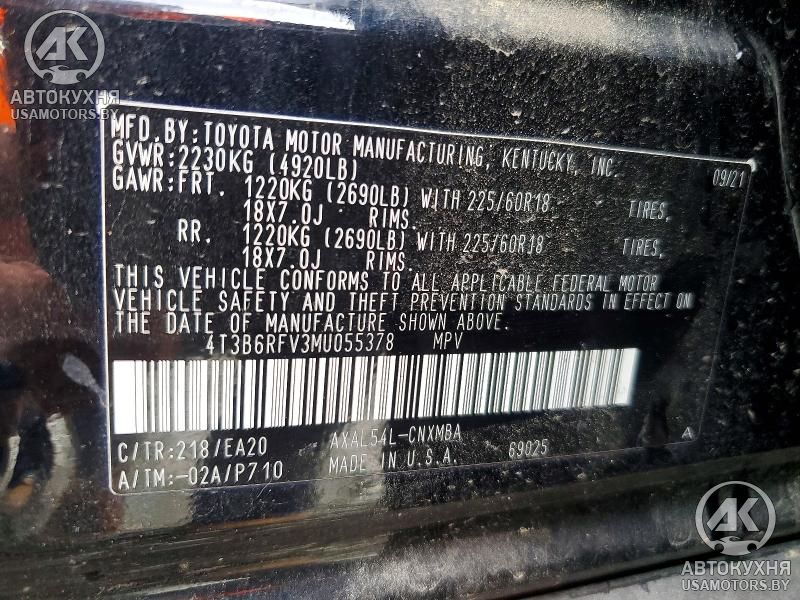 AK
АВТОКУХНЯ
USAMOTORS.BY
MFD. BY: TOYOTA MOTOR MANUFACTURING, KENTUCKY, INC.
GVWR: 2230KG (4920LB) 09/21
GAWR: FRT. 1220KG (2690LB) WITH 225/60R18 TIRES,
18X7.0J RIMS.
RR. 1220KG (2690LB) WITH 225/60R18 TIRES,
18X7.0J RIMS.
THIS VEHICLE CONFORMS TO ALL APPLICABLE FEDERAL MOTOR
VEHICLE SAFETY AND THEFT PREVENTION STANDARDS IN EFFECT ON
THE DATE OF MANUFACTURE SHOWN ABOVE.
4T3B6RFV3MU055378 MPV
C/TR: 218/EA20 AXAL54L-CNXMBA A
A/TM: -02A/P710 MADE IN U.S.A. 69025
AK
АВТОКУХНЯ
USAMOTORS.BY